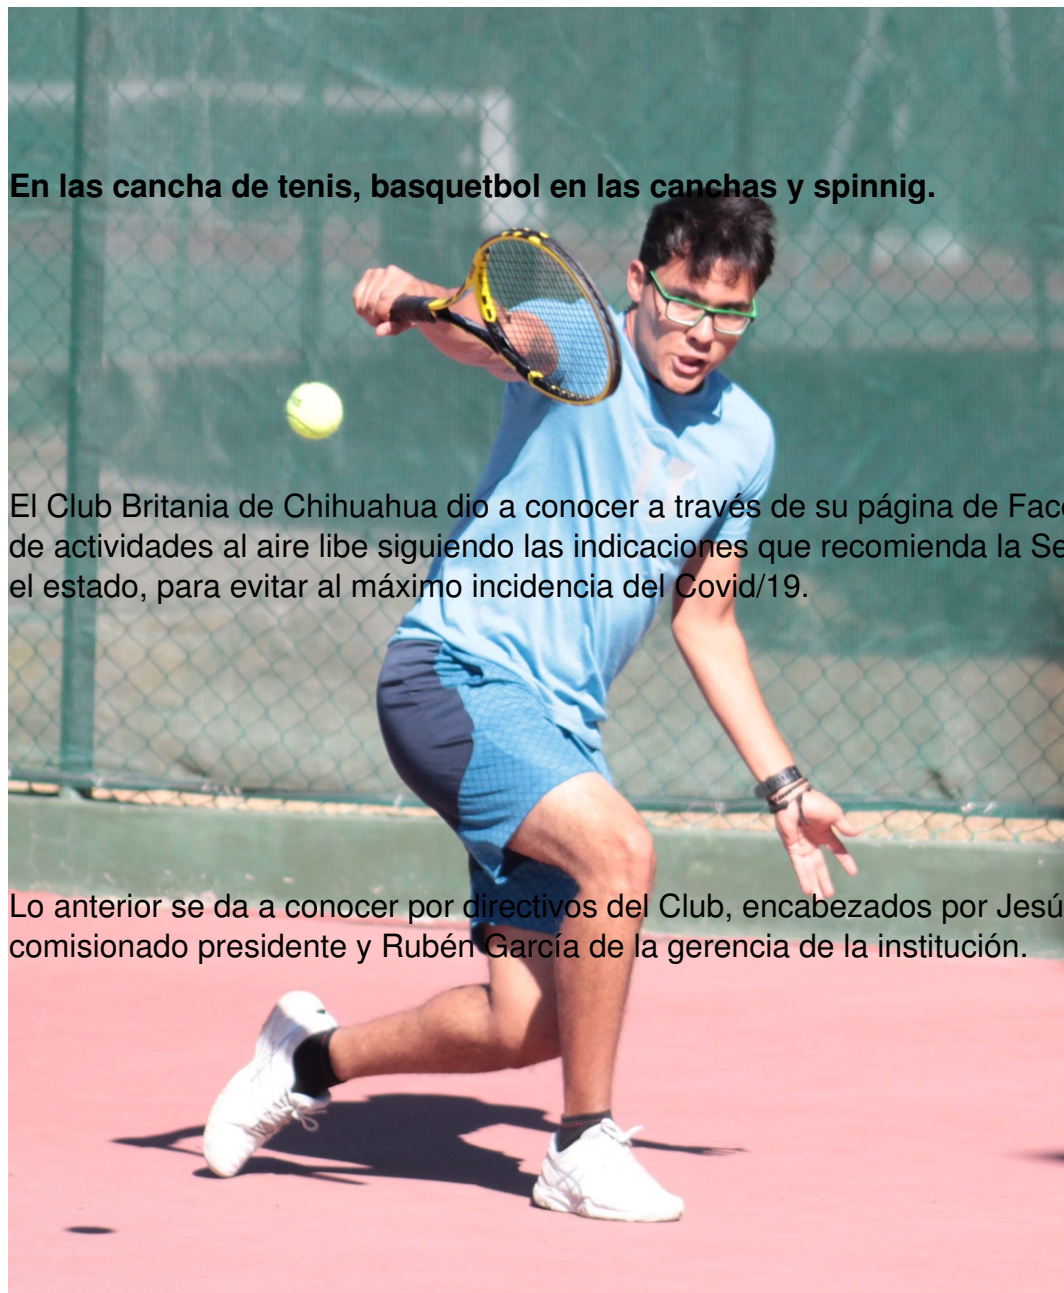 En las cancha de tenis, basquetbol en las canchas y spinnig.
El Club Britania de Chihuahua dio a conocer a través de su página de
de actividades al aire libe siguiendo las indicaciones que recomienda la
el estado, para evitar al máximo incidencia del Covid/19.
Lo anterior se da a conocer por directivos del Club, encabezados por
comisionado presidente y Rubén García de la gerencia de la institución.